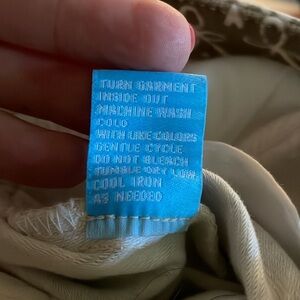 TURN GARMENT
INSIDE OUT
MACHINE WASH
COLD
WITH LIKE COLORS
GENTLE CYCLE
DO NOT BLEACH
TUMBLE DRY LOW
COOL IRON
AS NEEDED